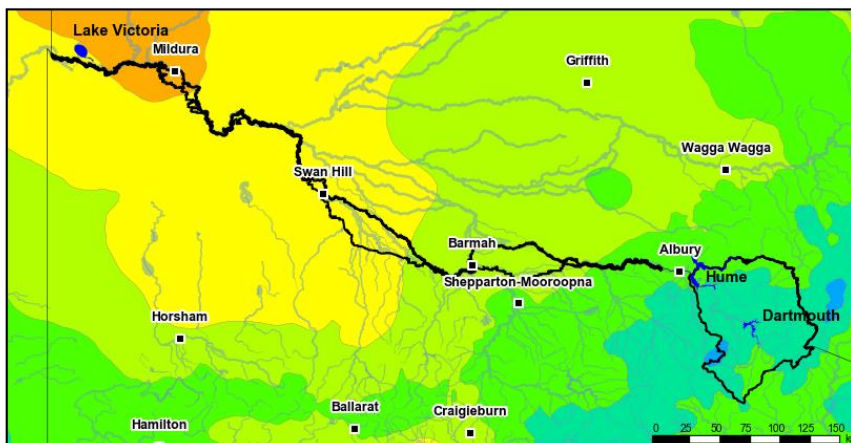 Lake Victoria
Mildura
Griffith
Wagga Wagga
Swan Hill
Barmah
Albury
Hume
Shepparton-Mooroopna
Dartmouth
Horsham
Ballarat
Craigieburn
Hamilton
0 25 50 75 100 125 150